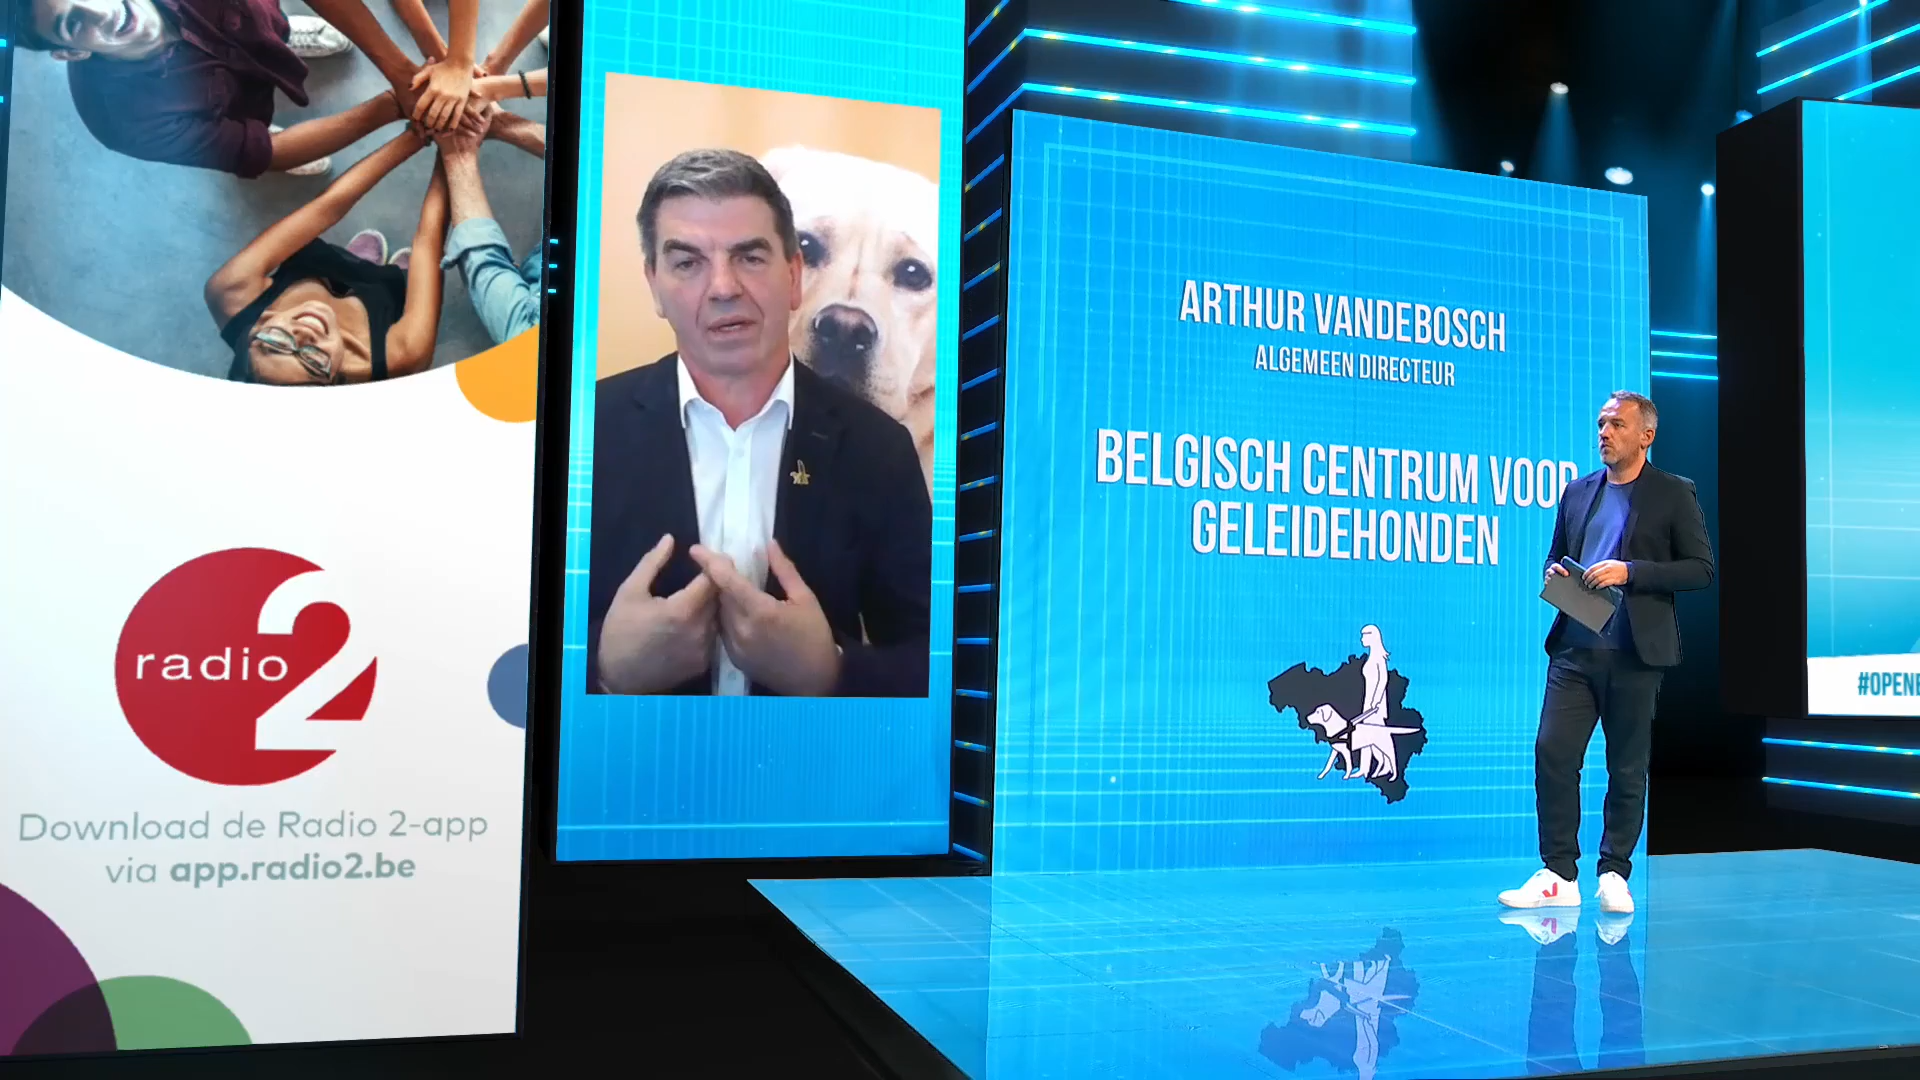 radio 2
Download de Radio 2-app
via app.radio2.be
ARTHUR VANDEBOSCH
ALGEMEEN DIRECTEUR
BELGISCH CENTRUM VOOR
GELEIDEHONDEN